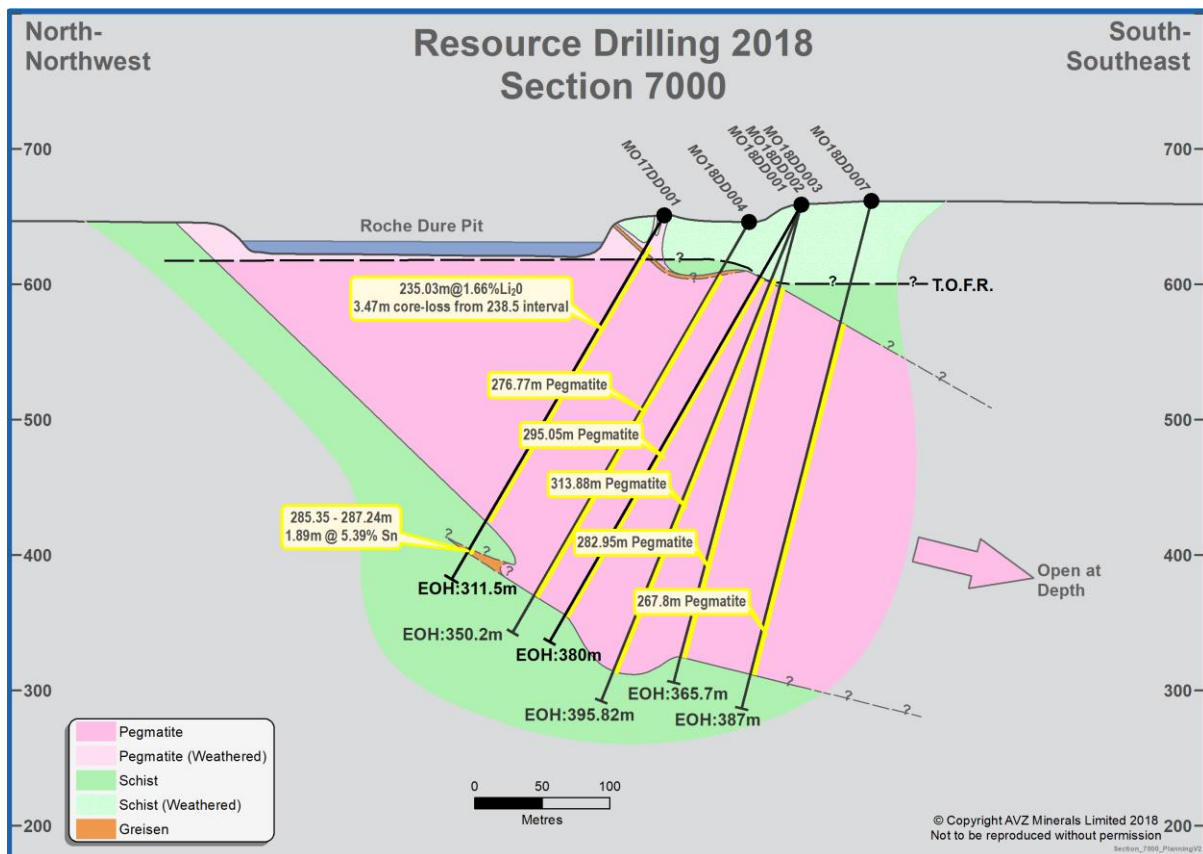 North-
Northwest
Resource Drilling 2018
Section 7000
South-
Southeast
700
700
MO17DD001
MO18DD004
MO18DD001
MO18DD002
MO18DD003
MO18DD007
Roche Dure Pit
?
600
600
?
?
T.O.F.R.
?
235.03m@1.66%Li₂0
3.47m core-loss from 238.5 interval
?
?
276.77m Pegmatite
500
500
295.05m Pegmatite
313.88m Pegmatite
285.35 - 287.24m
1.89m @ 5.39% Sn
?
?
?
282.95m Pegmatite
400
400
Open at
Depth
EOH:311.5m
267.8m Pegmatite
EOH:350.2m
EOH:380m
300
300
?
?
?
EOH:365.7m
EOH:395.82m
EOH:387m
Pegmatite
Pegmatite (Weathered)
Schist
Schist (Weathered)
Greisen
0
50
100
Metres
200
200
© Copyright AVZ Minerals Limited 2018
Not to be reproduced without permission
Section_7000_PlanningV2